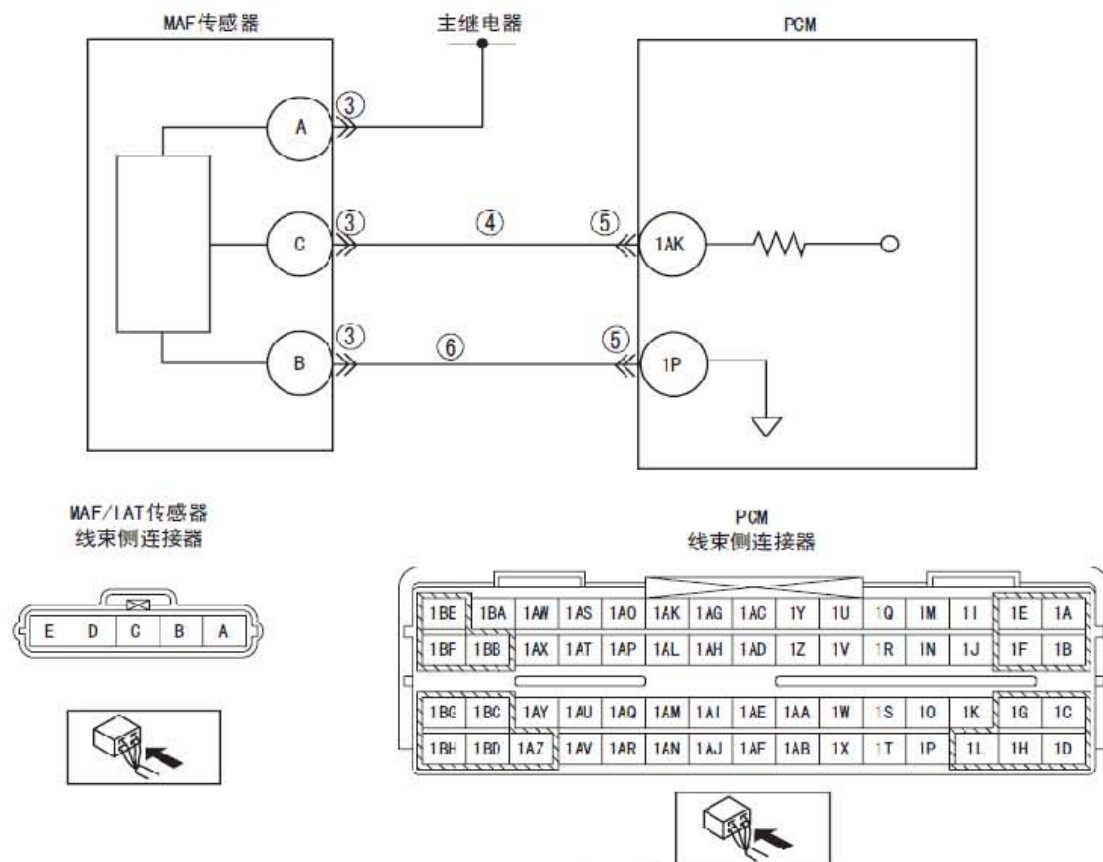 MAF传感器 主继电器 PCM
A ③
C ③ ④ ⑤ 1AK
B ③ ⑥ ⑤ 1P
MAF/IAT传感器
线束侧连接器
E D C B A
PCM
线束侧连接器
1BE 1BA 1AW 1AS 1AO 1AK 1AG 1AC 1Y 1U 1Q 1M 1I 1E 1A
1BF 1BB 1AX 1AT 1AP 1AL 1AH 1AD 1Z 1V 1R 1N 1J 1F 1B
1BG 1BC 1AY 1AU 1AQ 1AM 1AI 1AE 1AA 1W 1S 1O 1K 1G 1C
1BH 1BD 1AZ 1AV 1AR 1AN 1AJ 1AF 1AB 1X 1T 1P 1L 1H 1D